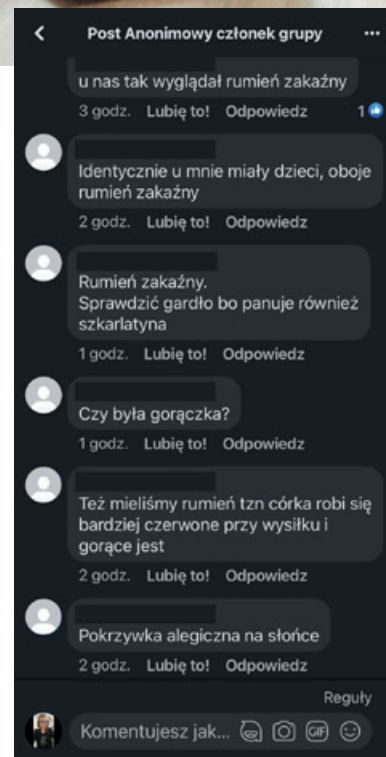 Post Anonimowy członek grupy
u nas tak wyglądał rumień zakaźny
3 godz. Lubię to! Odpowiedz 1
Identycznie u mnie miały dzieci, oboje
rumień zakaźny
2 godz. Lubię to! Odpowiedz
Rumień zakaźny.
Sprawdzić gardło bo panuje również
szkarlatyna
1 godz. Lubię to! Odpowiedz
Czy była gorączka?
1 godz. Lubię to! Odpowiedz
Też mieliśmy rumień tzn córka robi się
bardziej czerwone przy wysiłku i
gorące jest
2 godz. Lubię to! Odpowiedz
Pokrzywka alegiczna na słońce
2 godz. Lubię to! Odpowiedz
Reguły
Komentujesz jak... GIF